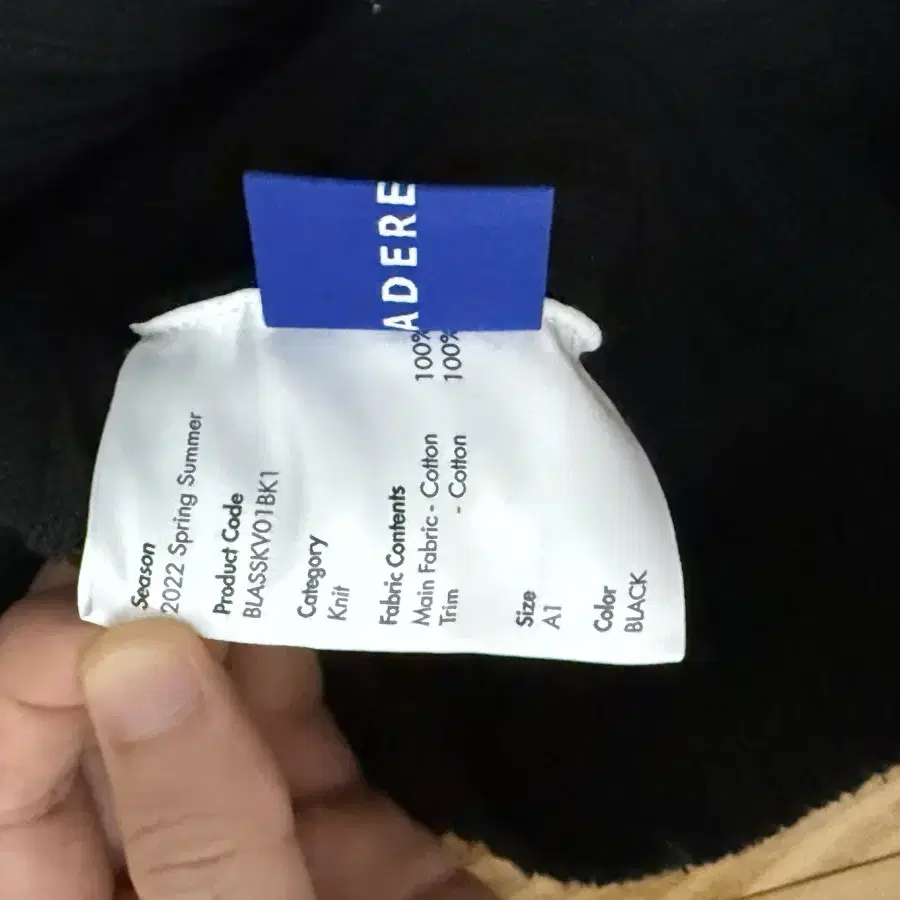 ADERE
Season
2022 Spring Summer
Product Code
BLASSKV01BK1
Category
Knit
Fabric Contents
Main Fabric - Cotton 100%
Trim - Cotton 100%
Size
A1
Color
BLACK